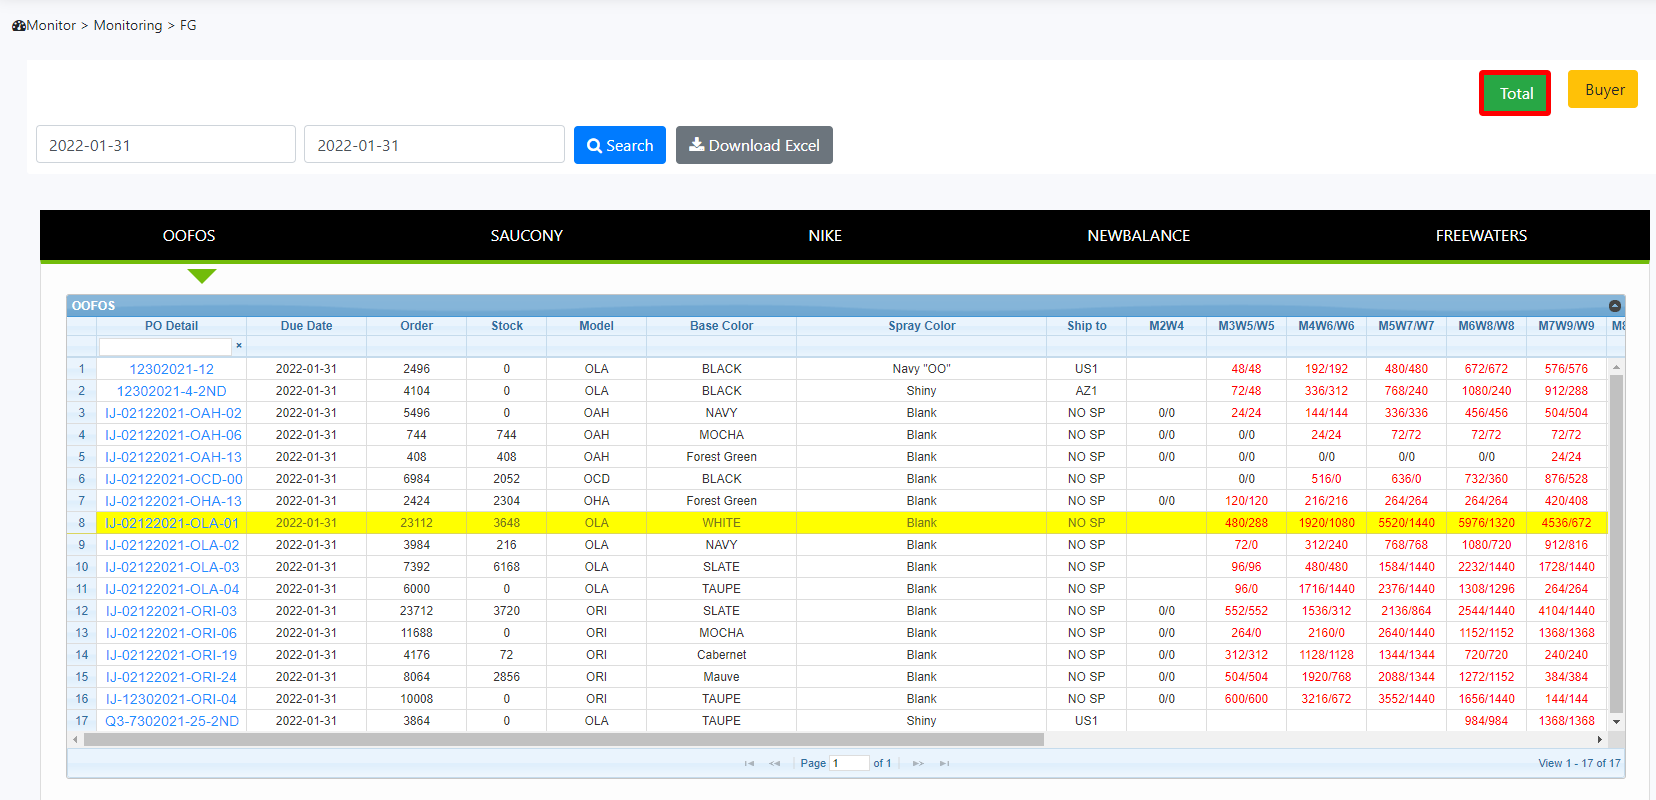 Monitor > Monitoring > FG
Total Buyer
2022-01-31 2022-01-31 Search Download Excel
OOFOS SAUCONY NIKE NEWBALANCE FREEWATERS
OOFOS
PO Detail Due Date Order Stock Model Base Color Spray Color Ship to M2W4 M3W5/W5 M4W6/W6 M5W7/W7 M6W8/W8 M7W9/W9
×
1 12302021-12 2022-01-31 2496 0 OLA BLACK Navy "OO" US1 48/48 192/192 480/480 672/672 576/576
2 12302021-4-2ND 2022-01-31 4104 0 OLA BLACK Shiny AZ1 72/48 336/312 768/240 1080/240 912/288
3 IJ-02122021-OAH-02 2022-01-31 5496 0 OAH NAVY Blank NO SP 0/0 24/24 144/144 336/336 456/456 504/504
4 IJ-02122021-OAH-06 2022-01-31 744 744 OAH MOCHA Blank NO SP 0/0 0/0 24/24 72/72 72/72 72/72
5 IJ-02122021-OAH-13 2022-01-31 408 408 OAH Forest Green Blank NO SP 0/0 0/0 0/0 0/0 0/0 24/24
6 IJ-02122021-OCD-00 2022-01-31 6984 2052 OCD BLACK Blank NO SP 0/0 516/0 636/0 732/360 876/528
7 IJ-02122021-OHA-13 2022-01-31 2424 2304 OHA Forest Green Blank NO SP 0/0 120/120 216/216 264/264 264/264 420/408
8 IJ-02122021-OLA-01 2022-01-31 23112 3648 OLA WHITE Blank NO SP 480/288 1920/1080 5520/1440 5976/1320 4536/672
9 IJ-02122021-OLA-02 2022-01-31 3984 216 OLA NAVY Blank NO SP 72/0 312/240 768/768 1080/720 912/816
10 IJ-02122021-OLA-03 2022-01-31 7392 6168 OLA SLATE Blank NO SP 96/96 480/480 1584/1440 2232/1440 1728/1440
11 IJ-02122021-OLA-04 2022-01-31 6000 0 OLA TAUPE Blank NO SP 96/0 1716/1440 2376/1440 1308/1296 264/264
12 IJ-02122021-ORI-03 2022-01-31 23712 3720 ORI SLATE Blank NO SP 0/0 552/552 1536/312 2136/864 2544/1440 4104/1440
13 IJ-02122021-ORI-06 2022-01-31 11688 0 ORI MOCHA Blank NO SP 0/0 264/0 2160/0 2640/1440 1152/1152 1368/1368
14 IJ-02122021-ORI-19 2022-01-31 4176 72 ORI Cabernet Blank NO SP 0/0 312/312 1128/1128 1344/1344 720/720 240/240
15 IJ-02122021-ORI-24 2022-01-31 8064 2856 ORI Mauve Blank NO SP 0/0 504/504 1920/768 2088/1344 1272/1152 384/384
16 IJ-12302021-ORI-04 2022-01-31 10008 0 ORI TAUPE Blank NO SP 0/0 600/600 3216/672 3552/1440 1656/1440 144/144
17 Q3-7302021-25-2ND 2022-01-31 3864 0 OLA TAUPE Shiny US1 984/984 1368/1368
Page 1 of 1 View 1 - 17 of 17